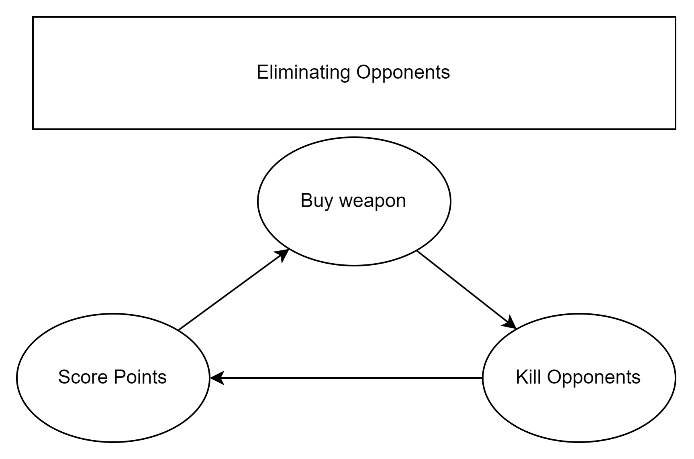 Eliminating Opponents
Buy weapon
Score Points
Kill Opponents